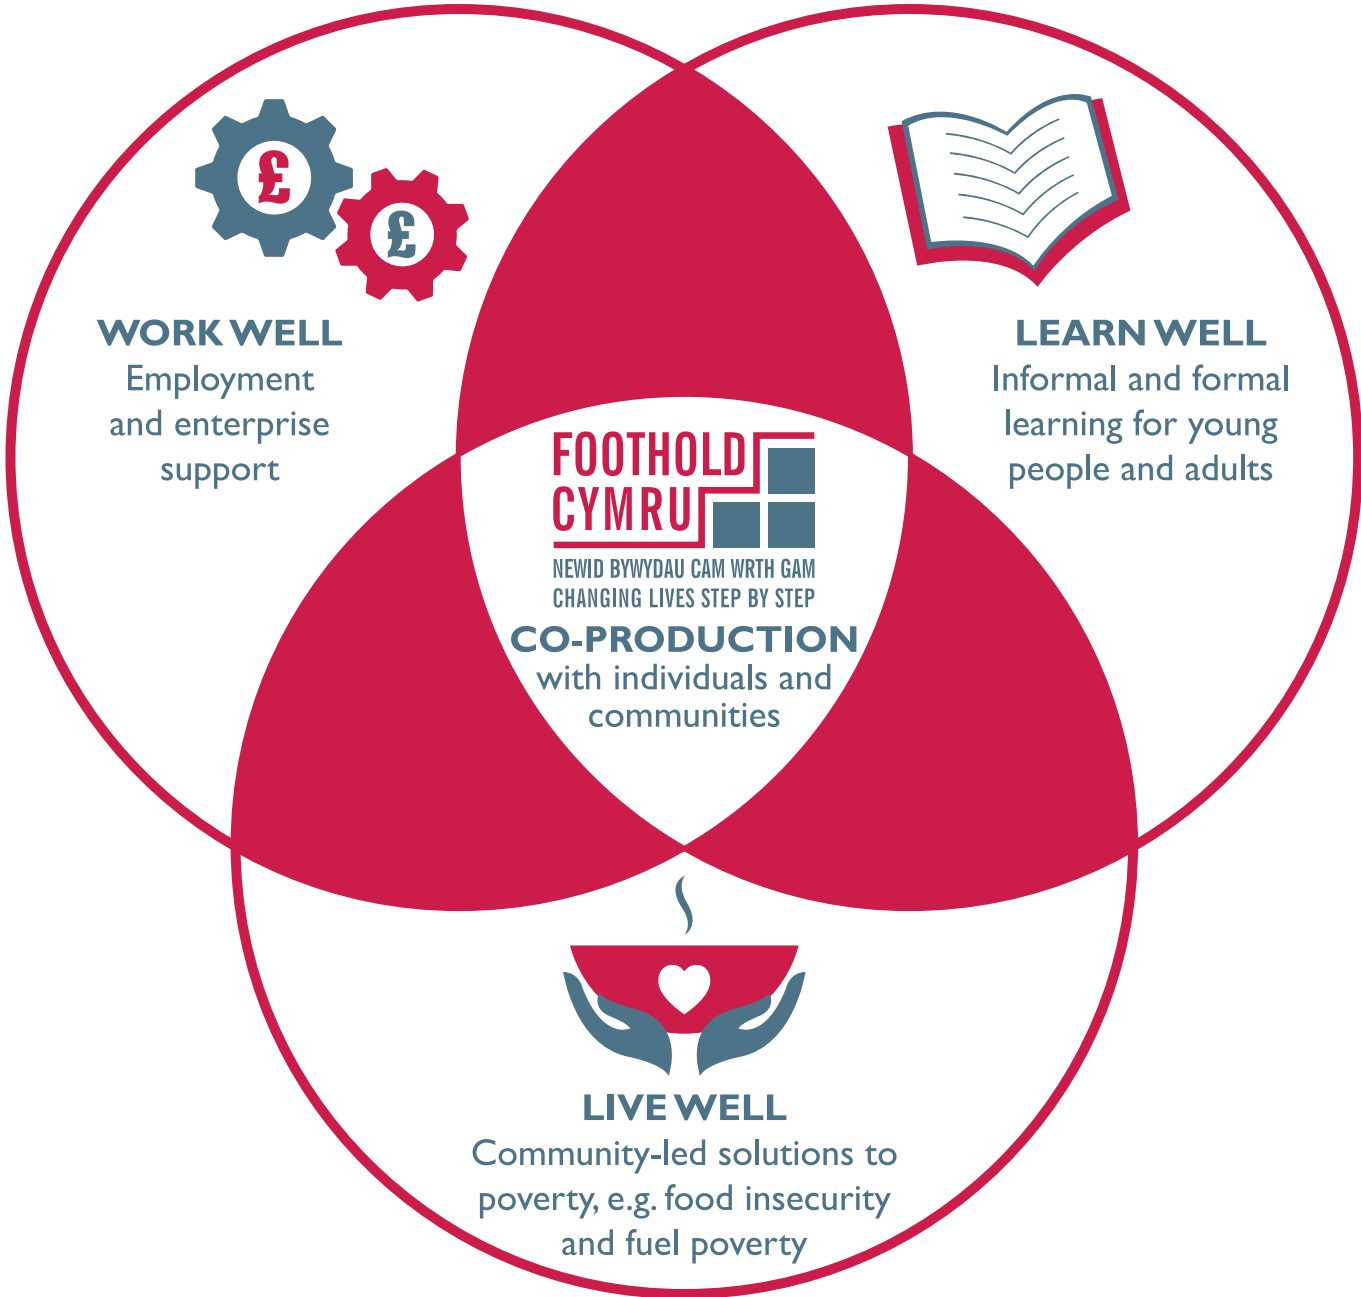 £
£
WORK WELL
Employment
and enterprise
support
LEARN WELL
Informal and formal
learning for young
people and adults
FOOTHOLD
CYMRU
NEWID BYWYDAU CAM WRTH GAM
CHANGING LIVES STEP BY STEP
CO-PRODUCTION
with individuals and
communities
LIVE WELL
Community-led solutions to
poverty, e.g. food insecurity
and fuel poverty